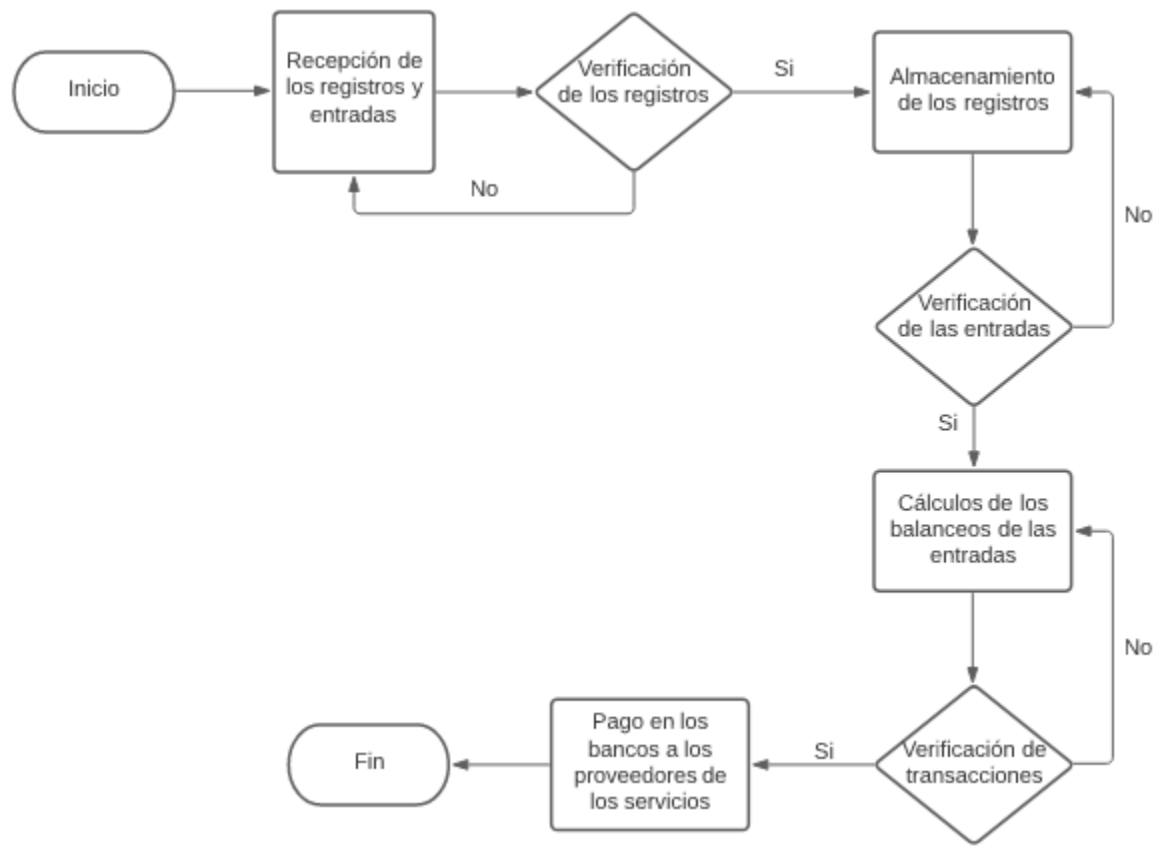 Inicio
Recepción de
los registros y
entradas
Verificación
de los registros
Si
Almacenamiento
de los registros
No
No
Verificación
de las entradas
Si
Cálculos de los
balanceos de las
entradas
No
Verificación de
transacciones
Si
Pago en los
bancos a los
proveedores de
los servicios
Fin